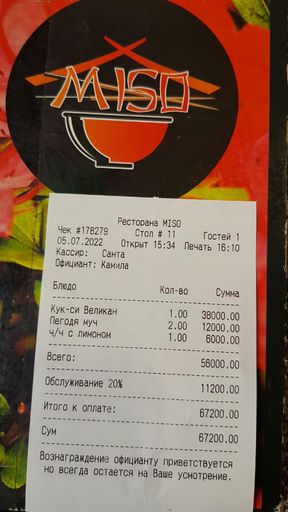 MISO
Ресторана MISO
Чек #178279 Стол # 11 Гостей 1
05.07.2022 Открыт 15:34 Печать 16:10
Кассир: Санта
Официант: Камила
Блюдо Кол-во Сумма
Кук-си Великан 1.00 38000.00
Пегодя муч 2.00 12000.00
ч/ч с лимоном 1.00 6000.00
Всего: 56000.00
Обслуживание 20% 11200.00
Итого к оплате: 67200.00
Сум 67200.00
Вознаграждение официанту приветствуется
но всегда остается на Ваше усмотрение.